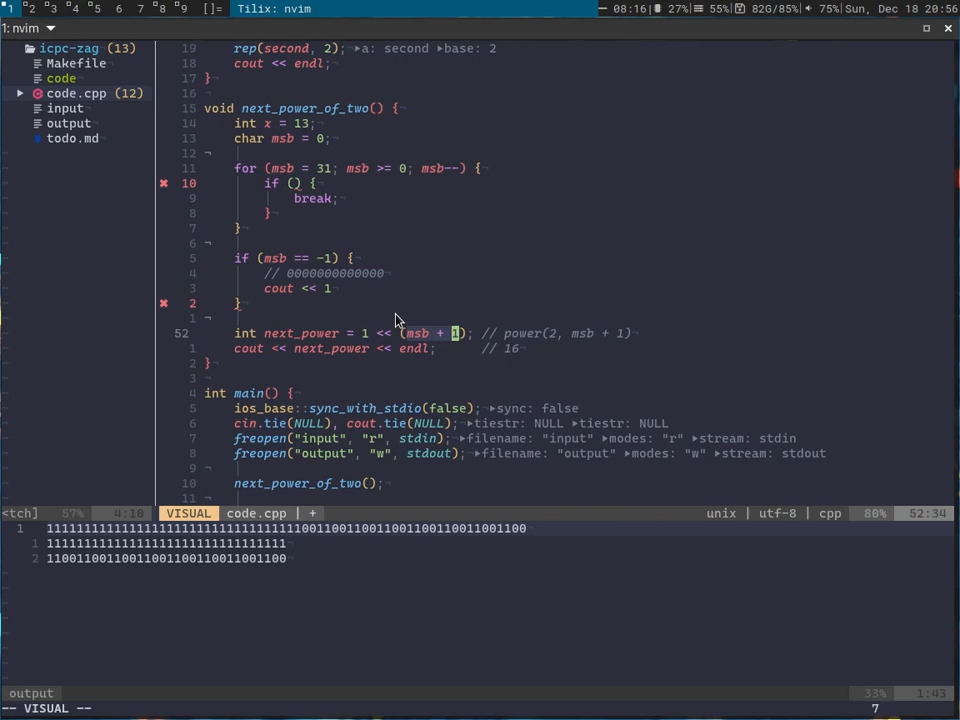 1 2 3 4 5 6 7 8 9 []= Tilix: nvim — 08:16| 27%| 55%| 82G/85%| 75%|Sun, Dec 18 20:56
1: nvim
icpc-zag (13)
Makefile
code
code.cpp (12)
input
output
todo.md
19 rep(second, 2);¬ ▸a: second ▸base: 2
18 cout << endl;¬
17 }¬
16 ¬
15 void next_power_of_two() {¬
14 int x = 13;¬
13 char msb = 0;¬
12 ¬
11 for (msb = 31; msb >= 0; msb--) {¬
✖ 10 if () {¬
9 break;¬
8 }¬
7 }¬
6 ¬
5 if (msb == -1) {¬
4 // 0000000000000¬
3 cout << 1¬
✖ 2 }¬
1 ¬
52 int next_power = 1 << (msb + 1);¬ // power(2, msb + 1)¬
1 cout << next_power << endl;¬ // 16¬
2 }¬
3 ¬
4 int main() {¬
5 ios_base::sync_with_stdio(false);¬ ▸sync: false
6 cin.tie(NULL), cout.tie(NULL);¬ ▸tiestr: NULL ▸tiestr: NULL
7 freopen("input", "r", stdin);¬ ▸filename: "input" ▸modes: "r" ▸stream: stdin
8 freopen("output", "w", stdout);¬ ▸filename: "output" ▸modes: "w" ▸stream: stdout
9 ¬
10 next_power_of_two();¬
11 ¬
<tch] 57% 4:10 VISUAL code.cpp | + unix | utf-8 | cpp 80% 52:34
1 1111111111111111111111111111111111001100110011001100110011001100¬
1 11111111111111111111111111111111¬
2 11001100110011001100110011001100¬
output 33% 1:43
-- VISUAL -- 7